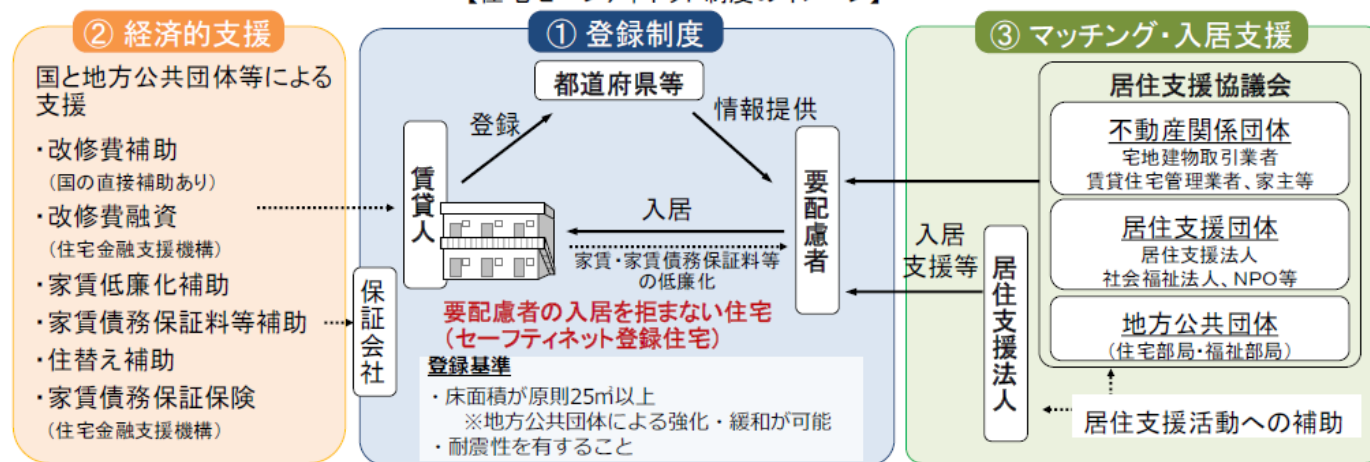 ② 経済的支援
国と地方公共団体等による
支援
・改修費補助
(国の直接補助あり)
・改修費融資
(住宅金融支援機構)
・家賃低廉化補助
・家賃債務保証料等補助
・住替え補助
・家賃債務保証保険
(住宅金融支援機構)
① 登録制度
都道府県等
登録
情報提供
賃貸人
保証会社
入居
家賃・家賃債務保証料等
の低廉化
要配慮者
要配慮者の入居を拒まない住宅
(セーフティネット登録住宅)
登録基準
・床面積が原則25㎡以上
※地方公共団体による強化・緩和が可能
・耐震性を有すること
③ マッチング・入居支援
居住支援協議会
不動産関係団体
宅地建物取引業者
賃貸住宅管理業者、家主等
居住支援団体
居住支援法人
社会福祉法人、NPO等
地方公共団体
(住宅部局・福祉部局)
入居
支援等
居住支援法人
居住支援活動への補助